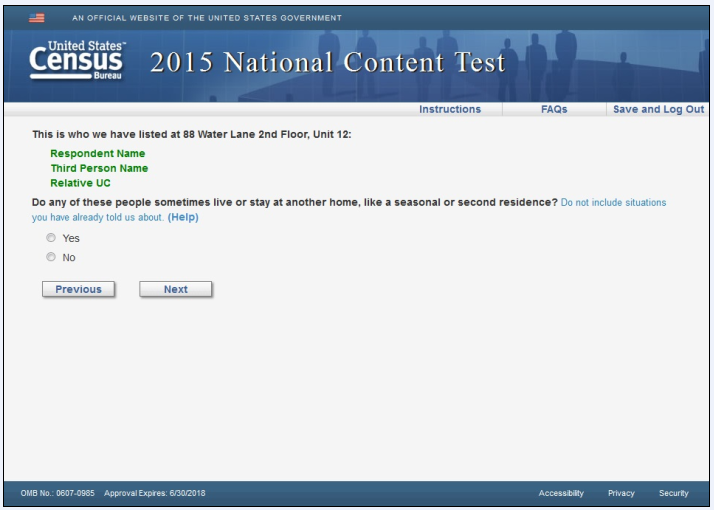 AN OFFICIAL WEBSITE OF THE UNITED STATES GOVERNMENT
United States™
Census
Bureau
2015 National Content Test
Instructions FAQs Save and Log Out
This is who we have listed at 88 Water Lane 2nd Floor, Unit 12:
Respondent Name
Third Person Name
Relative UC
Do any of these people sometimes live or stay at another home, like a seasonal or second residence? Do not include situations
you have already told us about. (Help)
Yes
No
Previous Next
OMB No.: 0607-0985 Approval Expires: 6/30/2018 Accessibility Privacy Security